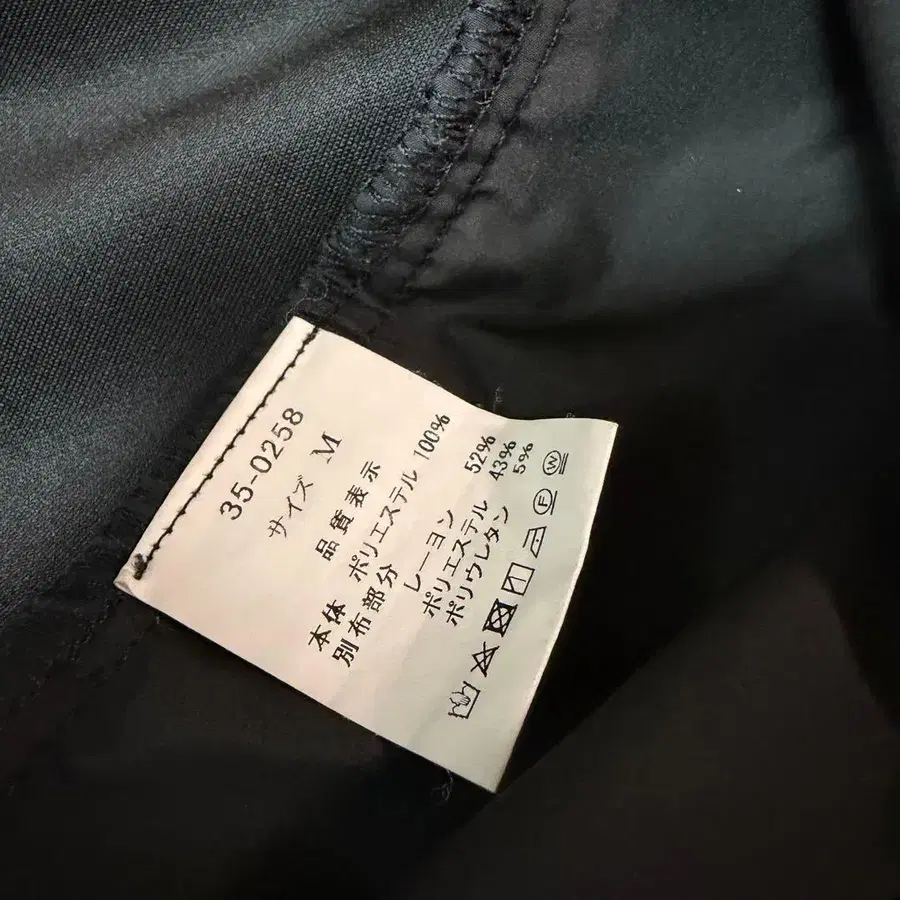 35-0258
サイズ M
品質表示
本体 ポリエステル 100%
別布部分
レーヨン 52%
ポリエステル 43%
ポリウレタン 5%
F W